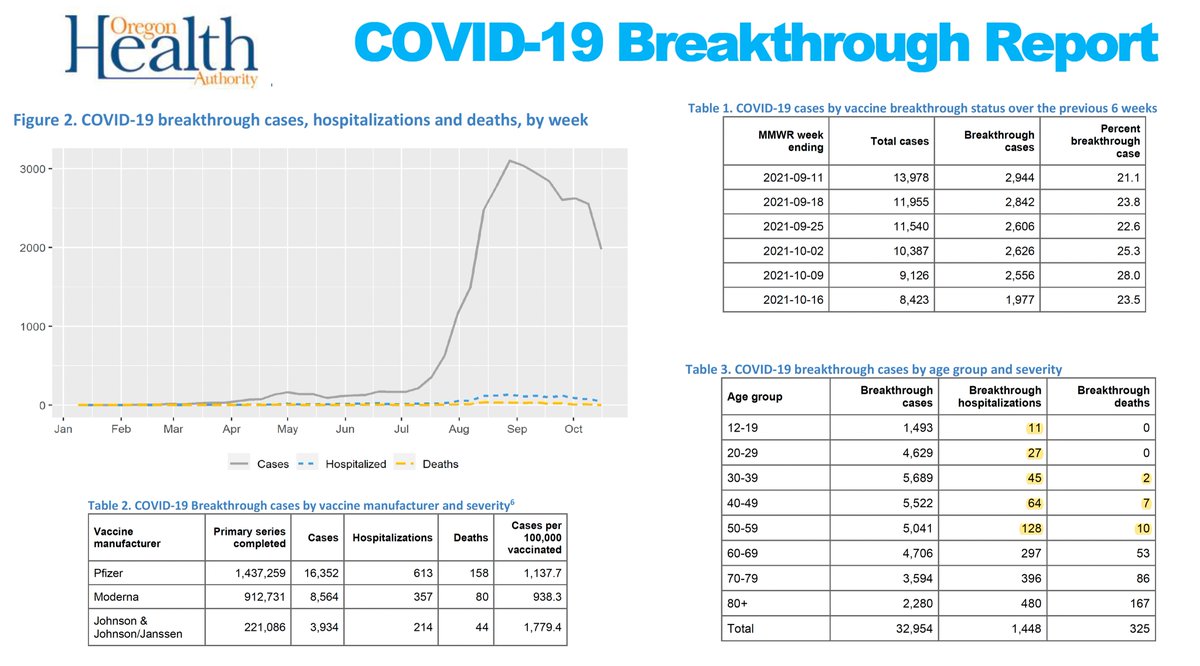 Oregon
Health
Authority
COVID-19 Breakthrough Report
Figure 2. COVID-19 breakthrough cases, hospitalizations and deaths, by week
3000
2000
1000
0
Jan Feb Mar Apr May Jun Jul Aug Sep Oct
Cases Hospitalized Deaths
Table 2. COVID-19 Breakthrough cases by vaccine manufacturer and severity6
Vaccine manufacturer Primary series completed Cases Hospitalizations Deaths Cases per 100,000 vaccinated
Pfizer 1,437,259 16,352 613 158 1,137.7
Moderna 912,731 8,564 357 80 938.3
Johnson & Johnson/Janssen 221,086 3,934 214 44 1,779.4
Table 1. COVID-19 cases by vaccine breakthrough status over the previous 6 weeks
MMWR week ending Total cases Breakthrough cases Percent breakthrough case
2021-09-11 13,978 2,944 21.1
2021-09-18 11,955 2,842 23.8
2021-09-25 11,540 2,606 22.6
2021-10-02 10,387 2,626 25.3
2021-10-09 9,126 2,556 28.0
2021-10-16 8,423 1,977 23.5
Table 3. COVID-19 breakthrough cases by age group and severity
Age group Breakthrough cases Breakthrough hospitalizations Breakthrough deaths
12-19 1,493 11 0
20-29 4,629 27 0
30-39 5,689 45 2
40-49 5,522 64 7
50-59 5,041 128 10
60-69 4,706 297 53
70-79 3,594 396 86
80+ 2,280 480 167
Total 32,954 1,448 325